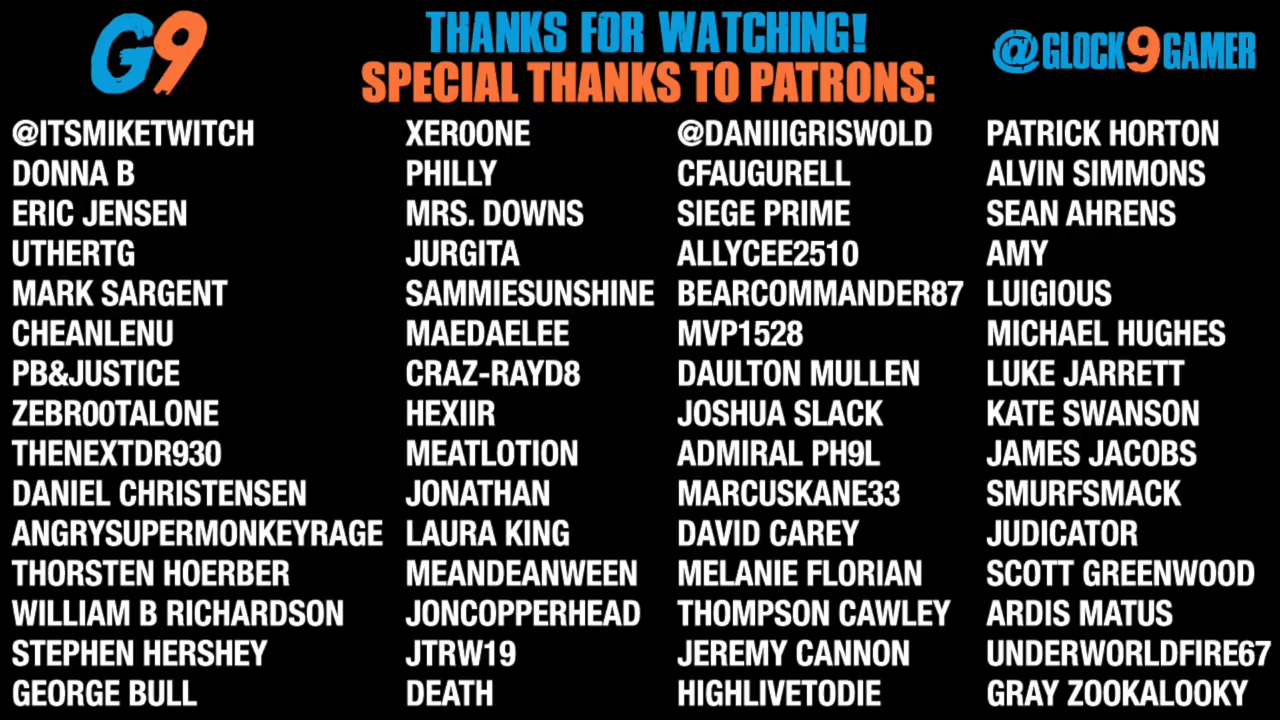 G9
THANKS FOR WATCHING!
SPECIAL THANKS TO PATRONS:
@GLOCK9GAMER
@ITSMIKETWITCH
DONNA B
ERIC JENSEN
UTHERTG
MARK SARGENT
CHEANLENU
PB&JUSTICE
ZEBR00TALONE
THENEXTDR930
DANIEL CHRISTENSEN
ANGRYSUPERMONKEYRAGE
THORSTEN HOERBER
WILLIAM B RICHARDSON
STEPHEN HERSHEY
GEORGE BULL
XER0ONE
PHILLY
MRS. DOWNS
JURGITA
SAMMIESUNSHINE
MAEDAELEE
CRAZ-RAYD8
HEXIIR
MEATLOTION
JONATHAN
LAURA KING
MEANDEANWEEN
JONCOPPERHEAD
JTRW19
DEATH
@DANIIIGRISWOLD
CFAUGURELL
SIEGE PRIME
ALLYCEE2510
BEARCOMMANDER87
MVP1528
DAULTON MULLEN
JOSHUA SLACK
ADMIRAL PH9L
MARCUSKANE33
DAVID CAREY
MELANIE FLORIAN
THOMPSON CAWLEY
JEREMY CANNON
HIGHLIVETODIE
PATRICK HORTON
ALVIN SIMMONS
SEAN AHRENS
AMY
LUIGIOUS
MICHAEL HUGHES
LUKE JARRETT
KATE SWANSON
JAMES JACOBS
SMURFSMACK
JUDICATOR
SCOTT GREENWOOD
ARDIS MATUS
UNDERWORLDFIRE67
GRAY ZOOKALOOKY